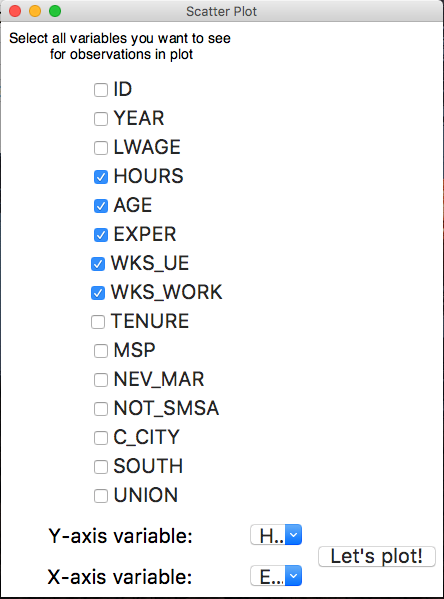 Scatter Plot
Select all variables you want to see
for observations in plot
ID
YEAR
LWAGE
HOURS
AGE
EXPER
WKS_UE
WKS_WORK
TENURE
MSP
NEV_MAR
NOT_SMSA
C_CITY
SOUTH
UNION
Y-axis variable: H...
Let's plot!
X-axis variable: E...